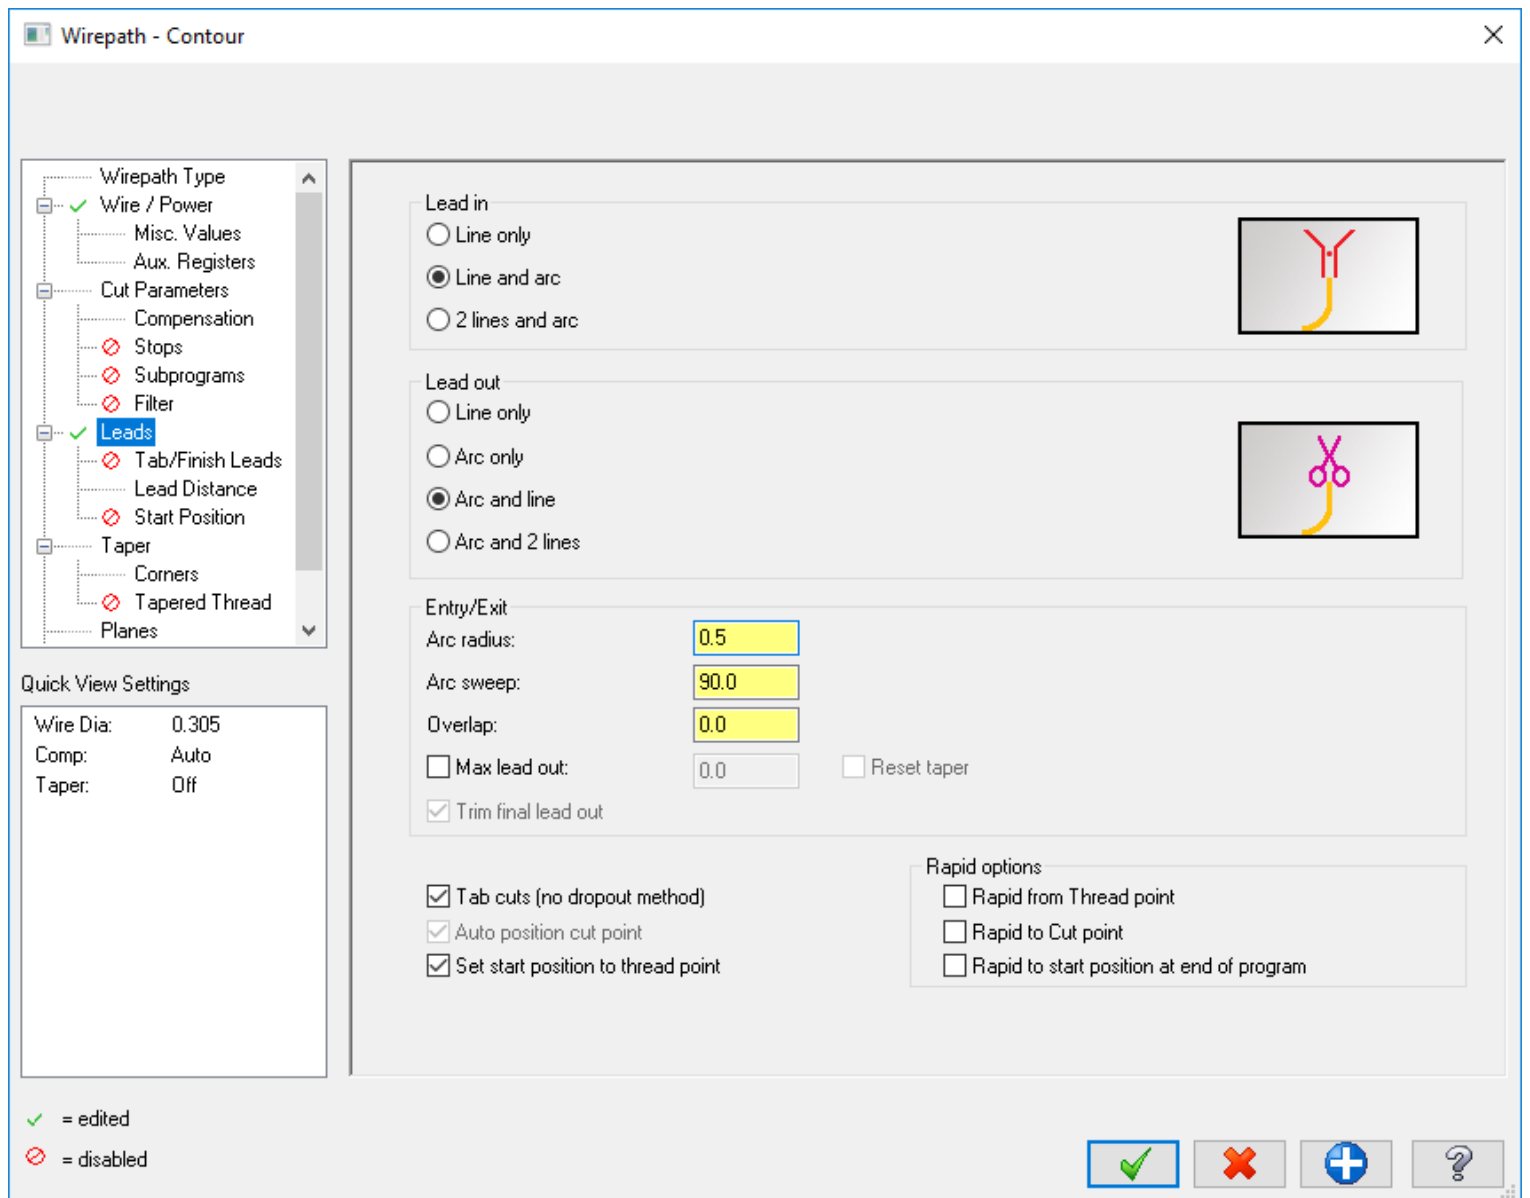 Wirepath - Contour
Wirepath Type
Wire / Power
Misc. Values
Aux. Registers
Cut Parameters
Compensation
Stops
Subprograms
Filter
Leads
Tab/Finish Leads
Lead Distance
Start Position
Taper
Corners
Tapered Thread
Planes
Quick View Settings
Wire Dia: 0.305
Comp: Auto
Taper: Off
= edited
= disabled
Lead in
Line only
Line and arc
2 lines and arc
Lead out
Line only
Arc only
Arc and line
Arc and 2 lines
Entry/Exit
Arc radius: 0.5
Arc sweep: 90.0
Overlap: 0.0
Max lead out: 0.0 Reset taper
Trim final lead out
Tab cuts (no dropout method)
Auto position cut point
Set start position to thread point
Rapid options
Rapid from Thread point
Rapid to Cut point
Rapid to start position at end of program